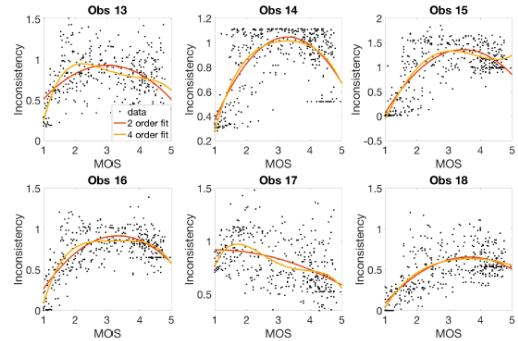 Obs 13
Obs 14
Obs 15
Inconsistency
1.5
1
0.5
0
1 2 3 4 5
MOS
data
2 order fit
4 order fit
Inconsistency
1.2
1
0.8
0.6
0.4
0.2
1 2 3 4 5
MOS
Inconsistency
2
1.5
1
0.5
0
-0.5
1 2 3 4 5
MOS
Obs 16
Obs 17
Obs 18
Inconsistency
1.5
1
0.5
0
1 2 3 4 5
MOS
Inconsistency
1.5
1
0.5
1 2 3 4 5
MOS
Inconsistency
1.5
1
0.5
0
1 2 3 4 5
MOS